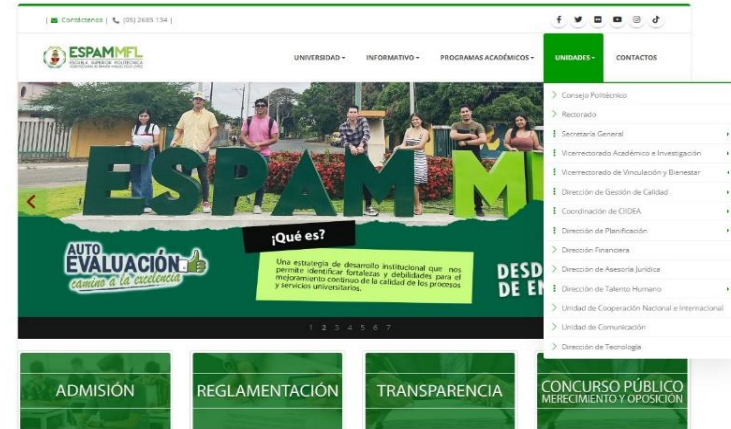 | Contáctenos | (05) 2685 134 |
ESPAMMFL
ESCUELA SUPERIOR POLITÉCNICA
UNIVERSIDAD
INFORMATIVO
PROGRAMAS ACADÉMICOS
UNIDADES
CONTACTOS
Consejo Politécnico
Rectorado
Secretaría General
Vicerrectorado Académico e Investigación
Vicerrectorado de Vinculación y Bienestar
Dirección de Gestión de Calidad
Coordinación de CIIDEA
Dirección de Planificación
Dirección Financiera
Dirección de Asesoría Jurídica
Dirección de Talento Humano
Unidad de Cooperación Nacional e Internacional
Unidad de Comunicación
Dirección de Tecnología
ESPAM M
AUTO
EVALUACIÓN
camino a la excelencia
¡Qué es?
Una estrategia de desarrollo institucional que nos
permite identificar fortalezas y debilidades para el
mejoramiento continuo de la calidad de los procesos
y servicios universitarios.
DESD
DE EN
1 2 3 4 5 6 7
ADMISIÓN
REGLAMENTACIÓN
TRANSPARENCIA
CONCURSO PÚBLICO
MERECIMIENTO Y OPOSICIÓN